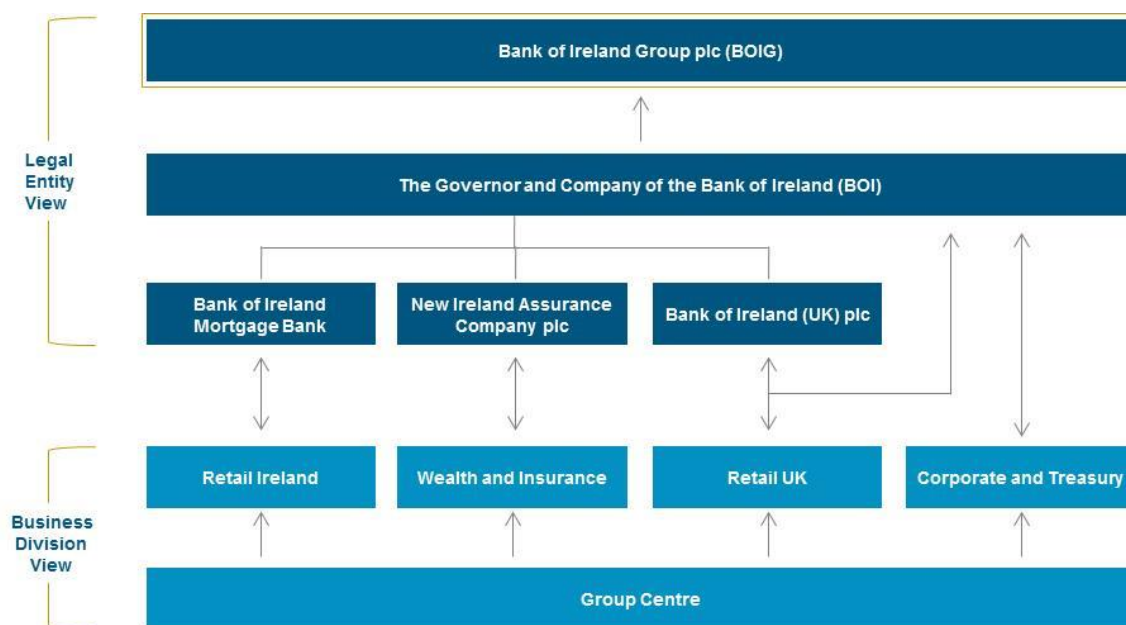 Bank of Ireland Group plc (BOIG)
Legal
Entity
View
The Governor and Company of the Bank of Ireland (BOI)
Bank of Ireland
Mortgage Bank
New Ireland Assurance
Company plc
Bank of Ireland (UK) plc
Business
Division
View
Retail Ireland
Wealth and Insurance
Retail UK
Corporate and Treasury
Group Centre